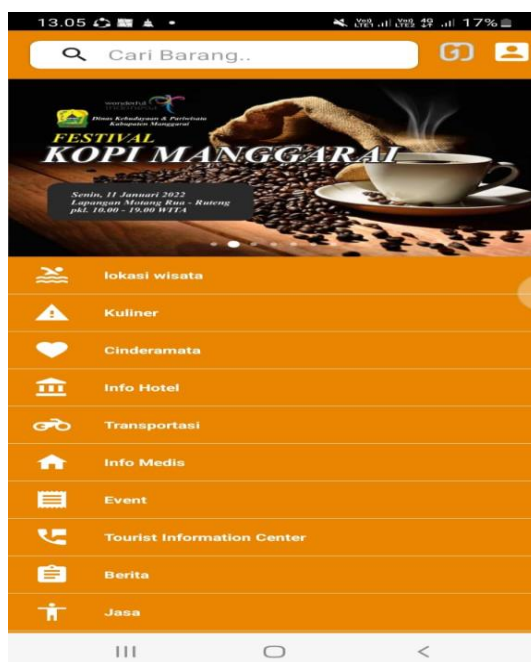 13.05
17%
Cari Barang..
wonderful
indonesia
Dinas Kebudayaan & Pariwisata
Kabupaten Manggarai
FESTIVAL
KOPI MANGGARAI
Senin, 11 Januari 2022
Lapangan Motang Rua - Ruteng
pkl. 10.00 - 19.00 WITA
lokasi wisata
Kuliner
Cinderamata
Info Hotel
Transportasi
Info Medis
Event
Tourist Information Center
Berita
Jasa